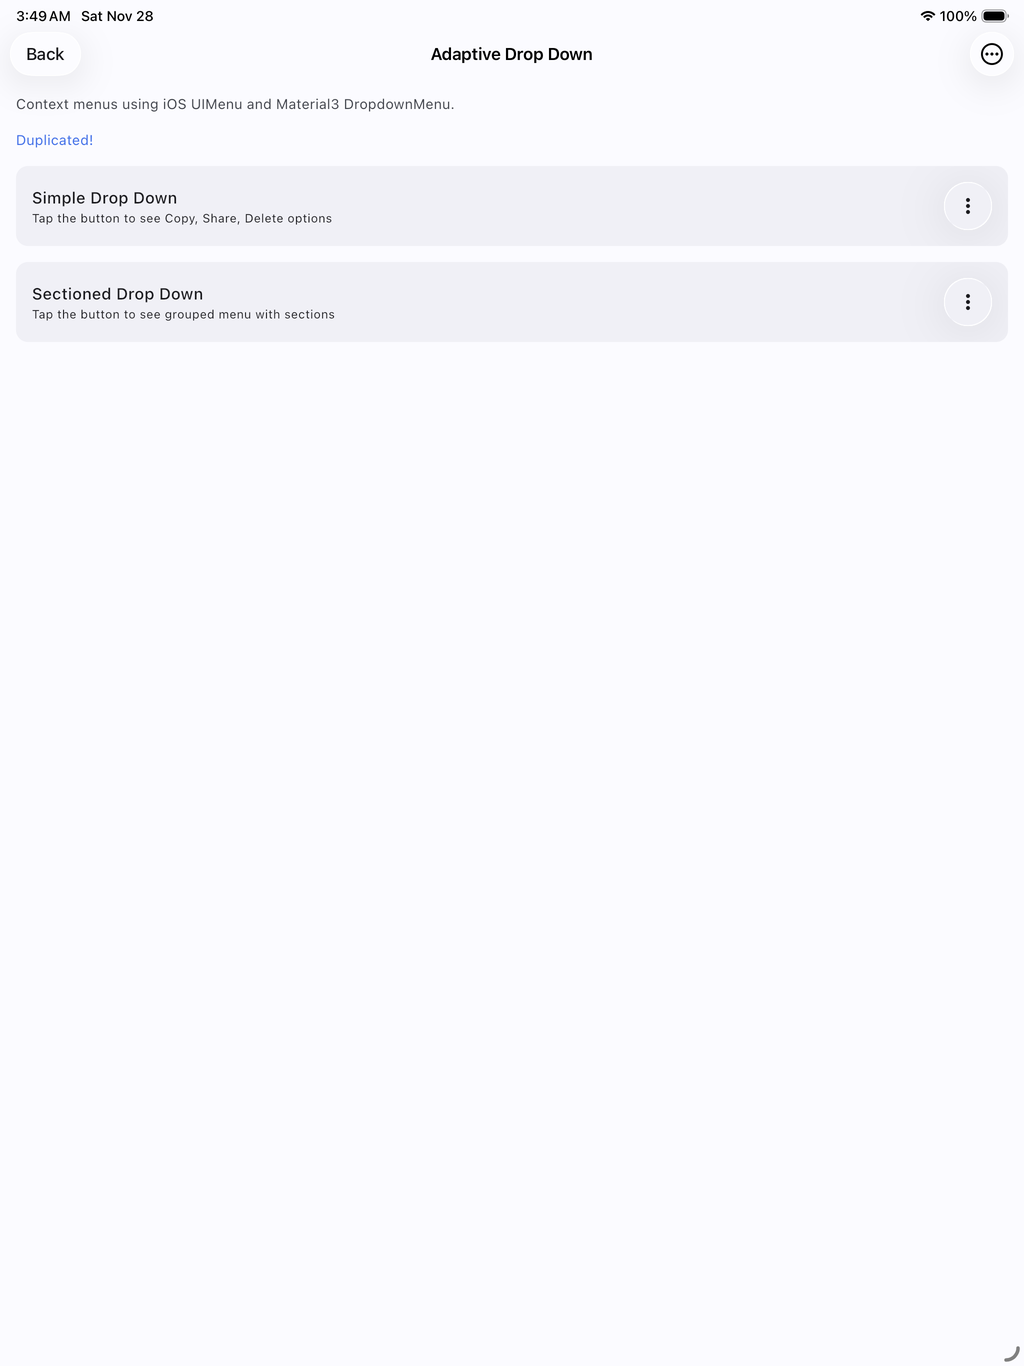 3:49 AM Sat Nov 28
100%
Back
Adaptive Drop Down
Context menus using iOS UIMenu and Material3 DropdownMenu.
Duplicated!
Simple Drop Down
Tap the button to see Copy, Share, Delete options
Sectioned Drop Down
Tap the button to see grouped menu with sections